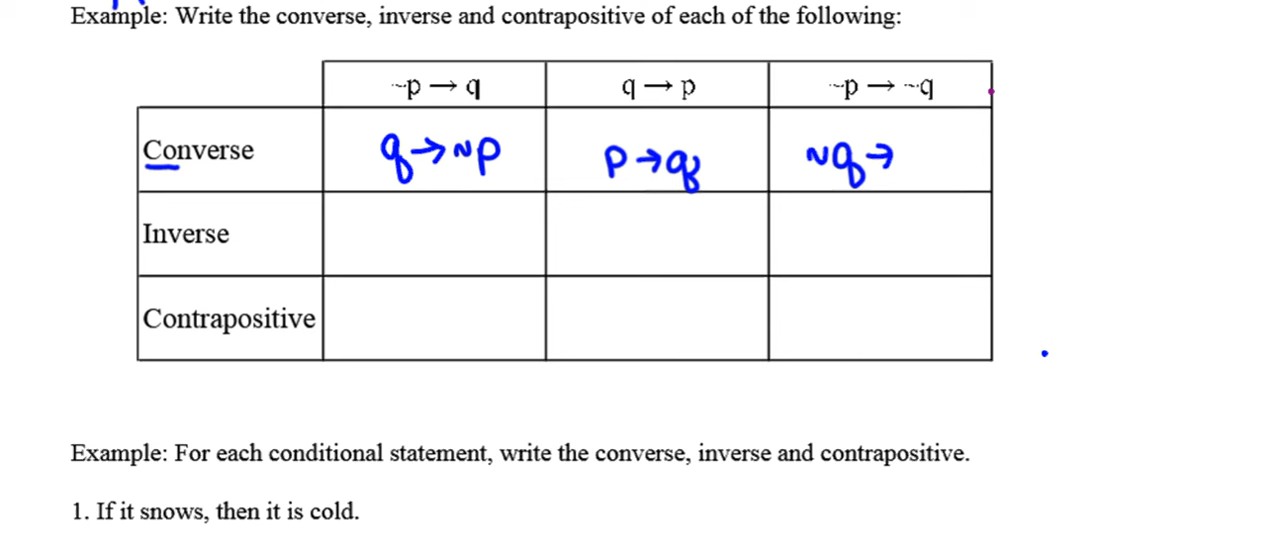 Example: Write the converse, inverse and contrapositive of each of the following:
~p → q q → p ~p → ~q
Converse q → ~p p → q ~q →
Inverse
Contrapositive
Example: For each conditional statement, write the converse, inverse and contrapositive.
1. If it snows, then it is cold.